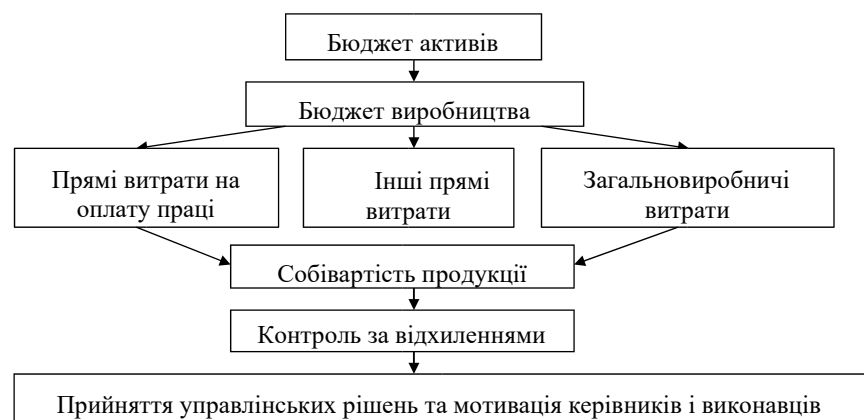 Бюджет активів
Бюджет виробництва
Прямі витрати на
оплату праці
Інші прямі
витрати
Загальновиробничі
витрати
Собівартість продукції
Контроль за відхиленнями
Прийняття управлінських рішень та мотивація керівників і виконавців